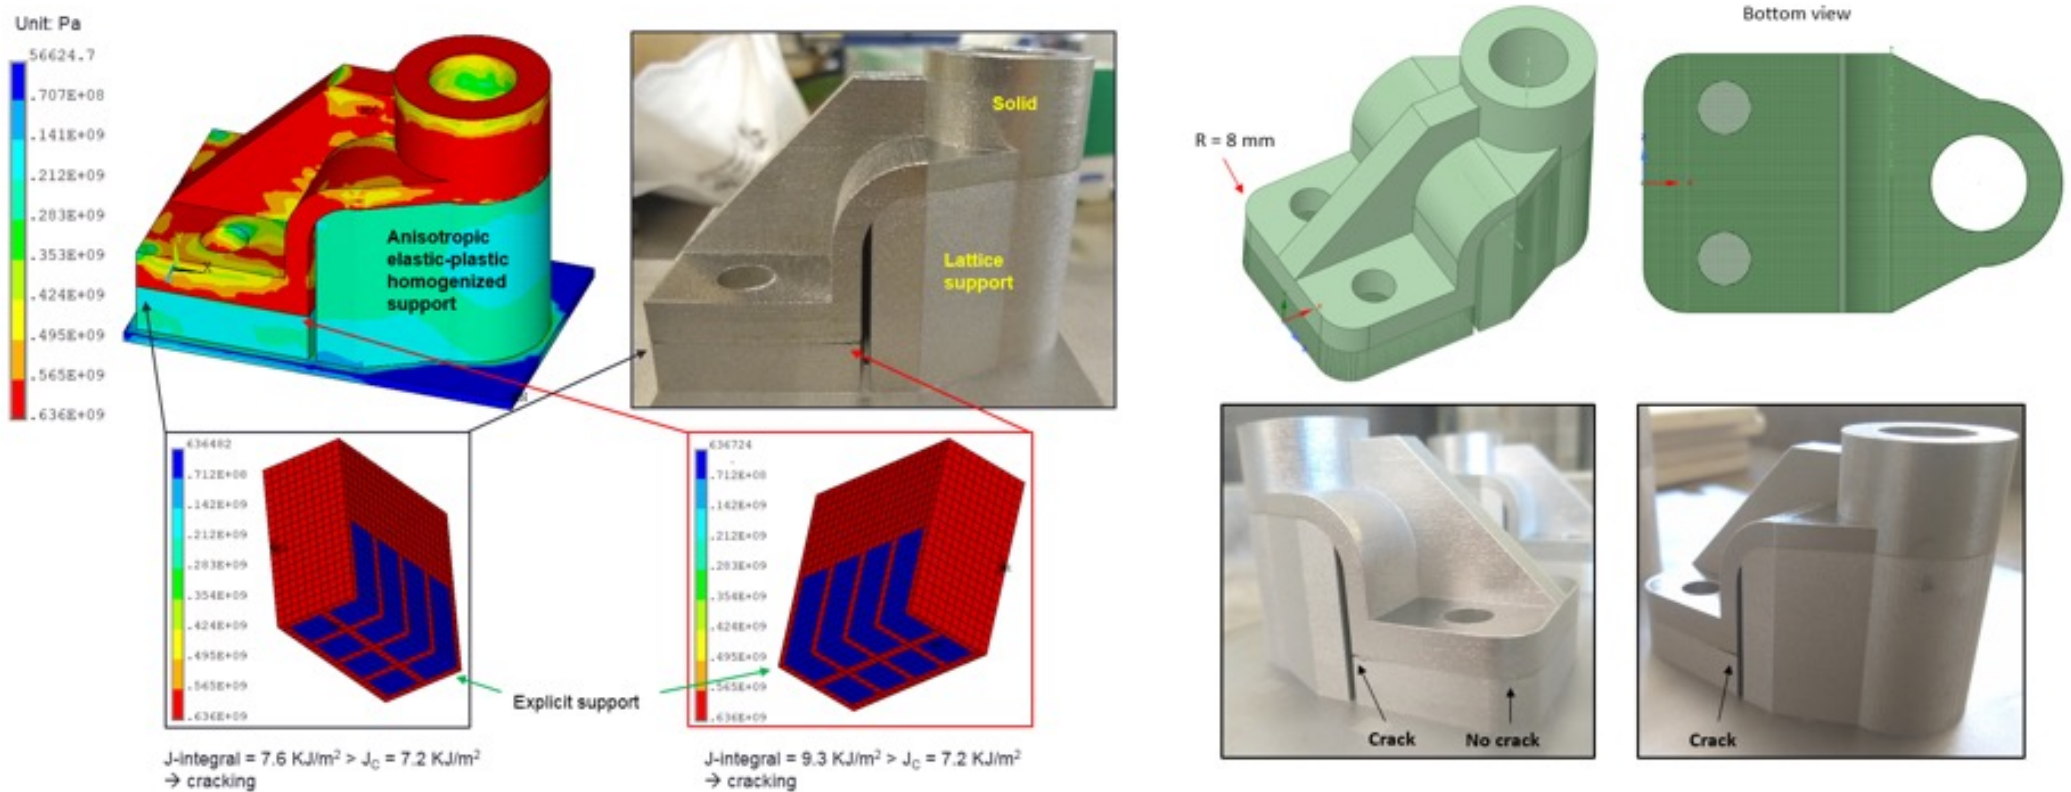 Unit: Pa
56624.7
.707E+08
.141E+09
.212E+09
.283E+09
.353E+09
.424E+09
.495E+09
.565E+09
.636E+09
Anisotropic
elastic-plastic
homogenized
support
X
Solid
Lattice
support
636482
.712E+08
.142E+09
.212E+09
.283E+09
.354E+09
.424E+09
.495E+09
.565E+09
.636E+09
Explicit support
636724
.712E+08
.142E+09
.212E+09
.283E+09
.354E+09
.424E+09
.495E+09
.565E+09
.636E+09
J-integral = 7.6 KJ/m² > J_C = 7.2 KJ/m²
→ cracking
J-integral = 9.3 KJ/m² > J_C = 7.2 KJ/m²
→ cracking
R = 8 mm
Bottom view
Crack
No crack
Crack